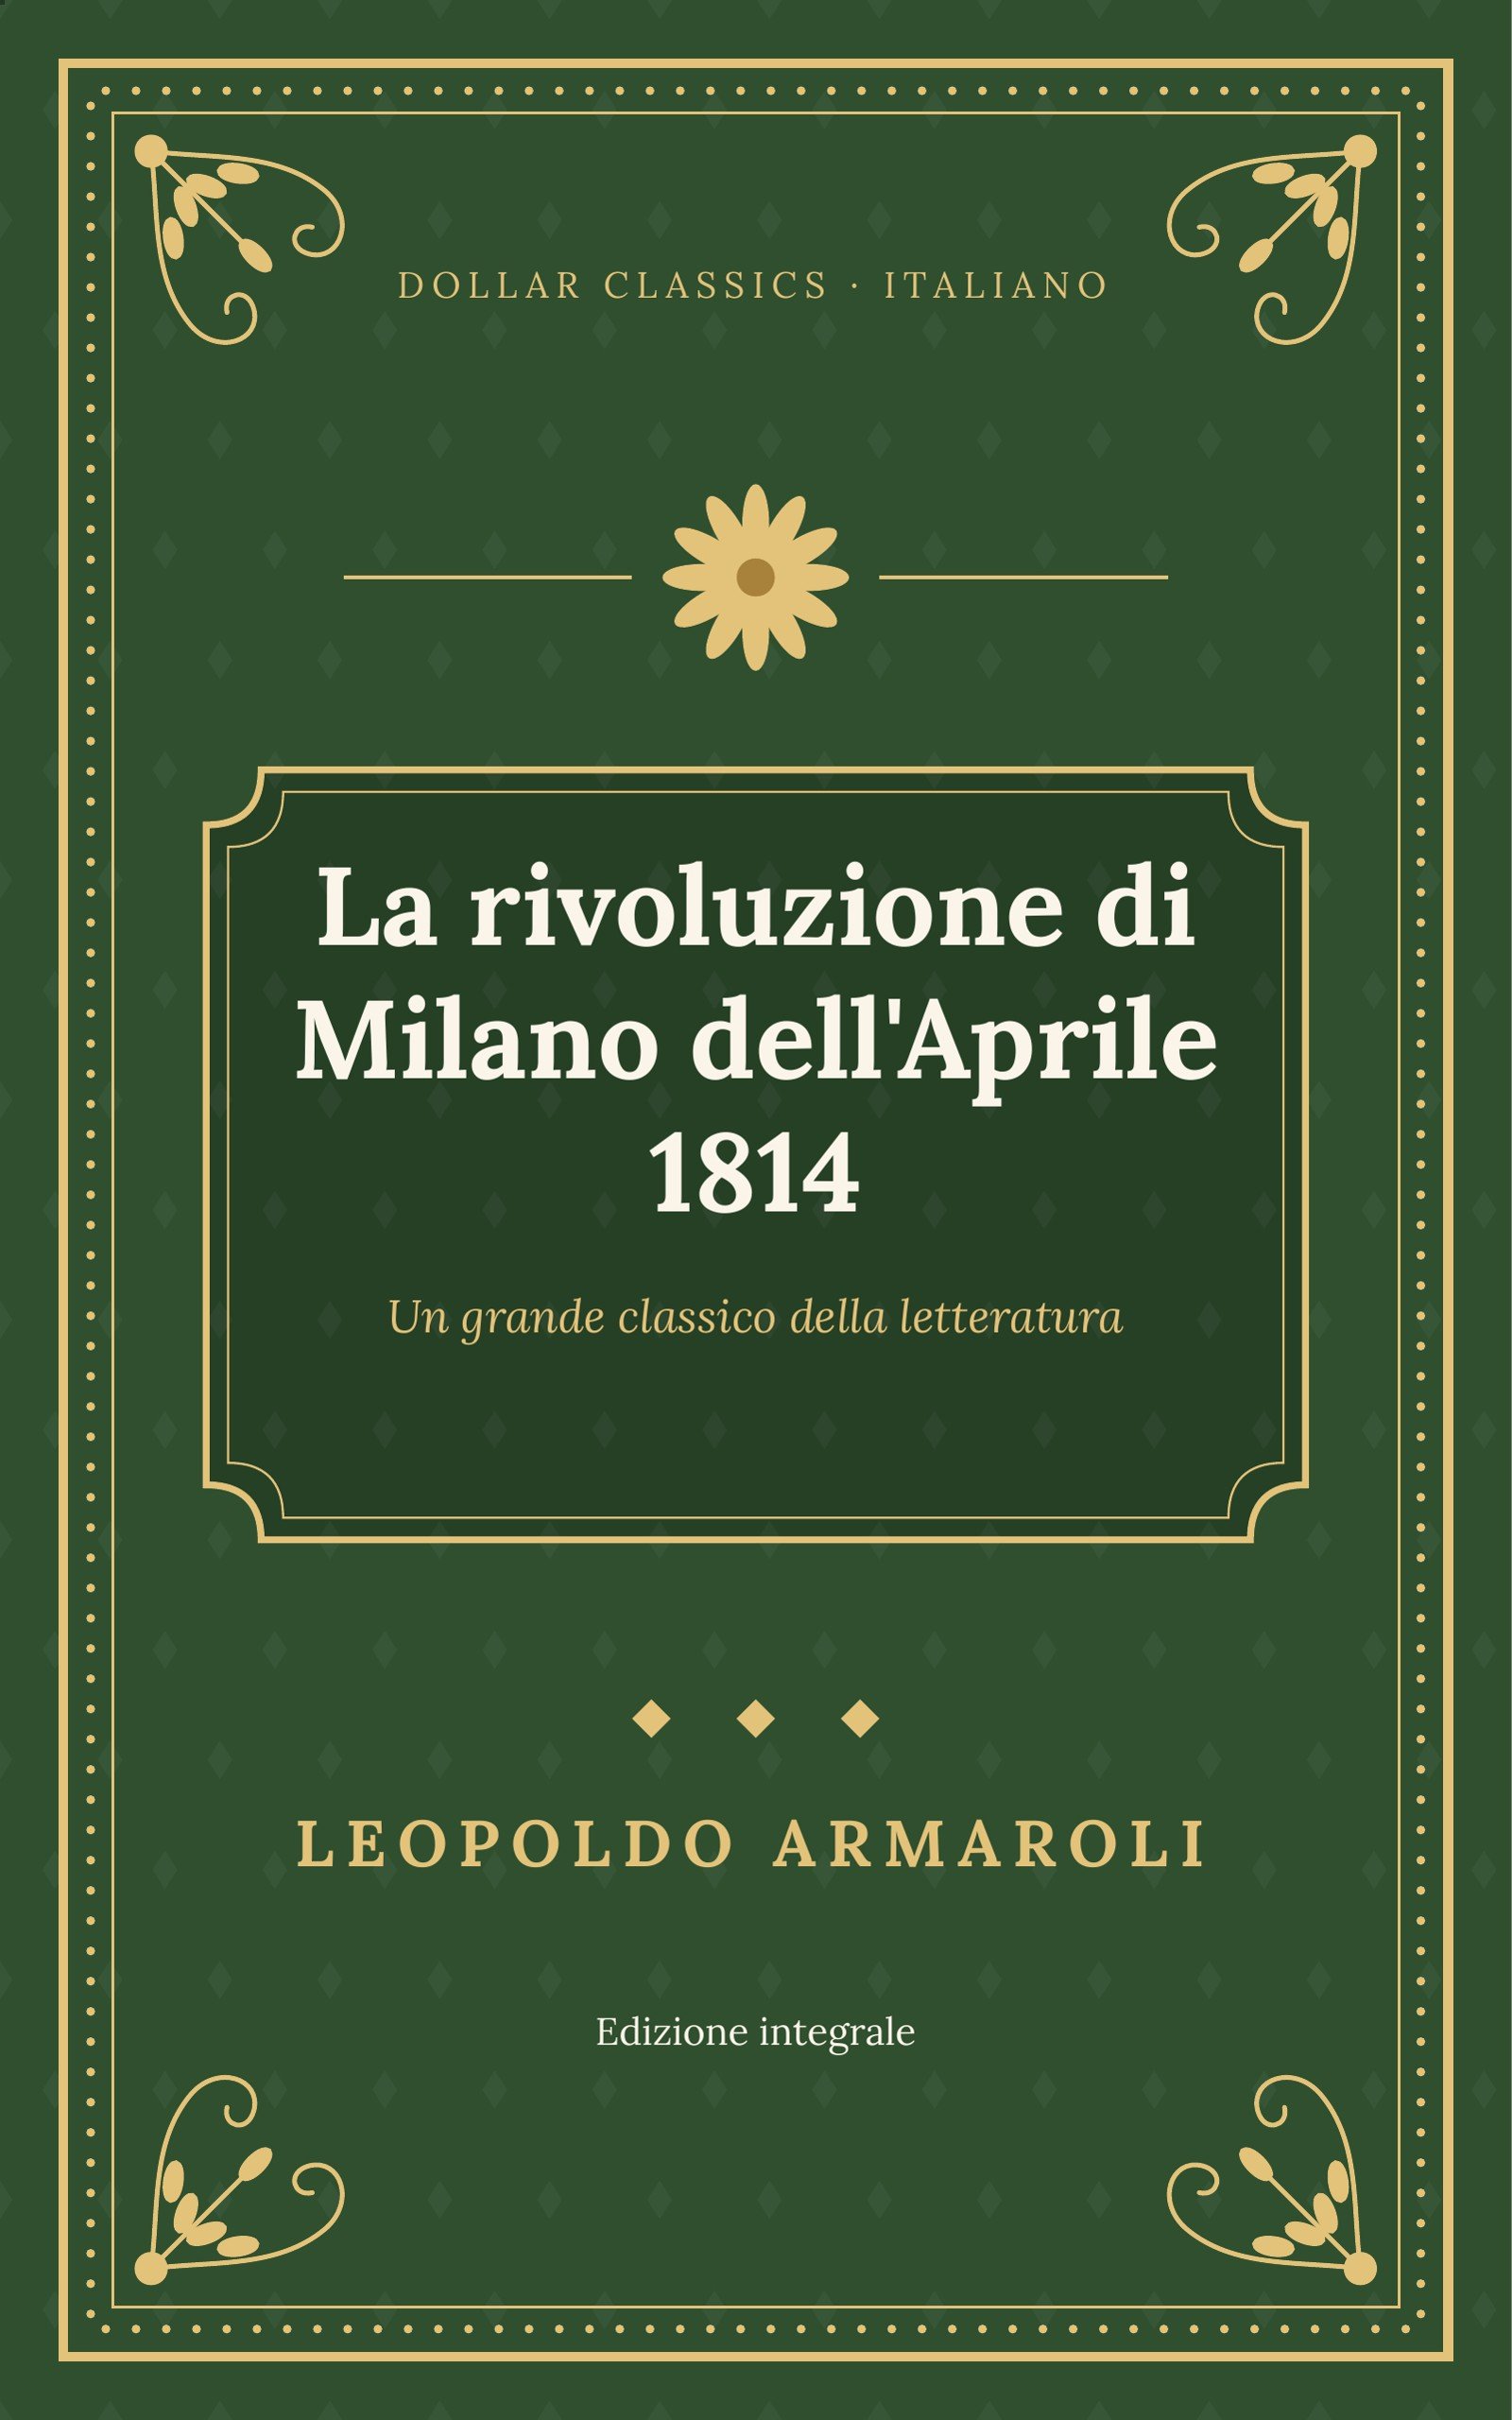 DOLLAR CLASSICS · ITALIANO
La rivoluzione di
Milano dell'Aprile
1814
Un grande classico della letteratura
LEOPOLDO ARMAROLI
Edizione integrale